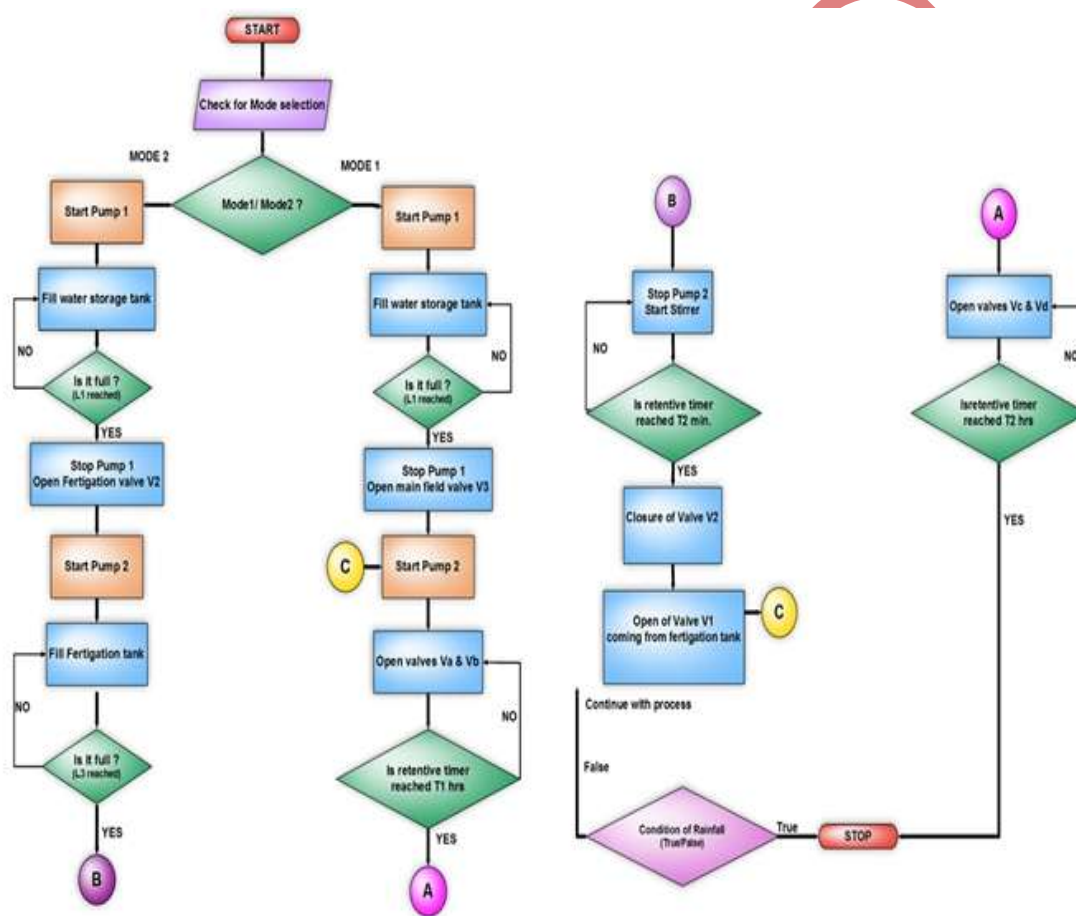 START
Check for Mode selection
MODE 2
MODE 1
Mode1/ Mode2 ?
Start Pump 1
Fill water storage tank
NO
Is it full ?
(L1 reached)
YES
Stop Pump 1
Open Fertigation valve V2
Start Pump 2
Fill Fertigation tank
NO
Is it full ?
(L3 reached)
YES
B
Start Pump 1
Fill water storage tank
NO
Is it full ?
(L1 reached)
YES
Stop Pump 1
Open main field valve V3
C
Start Pump 2
Open valves Va & Vb
NO
Is retentive timer
reached T1 hrs
YES
A
B
Stop Pump 2
Start Stirrer
NO
Is retentive timer
reached T2 min.
YES
Closure of Valve V2
Open of Valve V1
coming from fertigation tank
C
A
Open valves Vc & Vd
NO
Isretentive timer
reached T2 hrs
YES
Continue with process
False
Condition of Rainfall
(True/False)
True
STOP